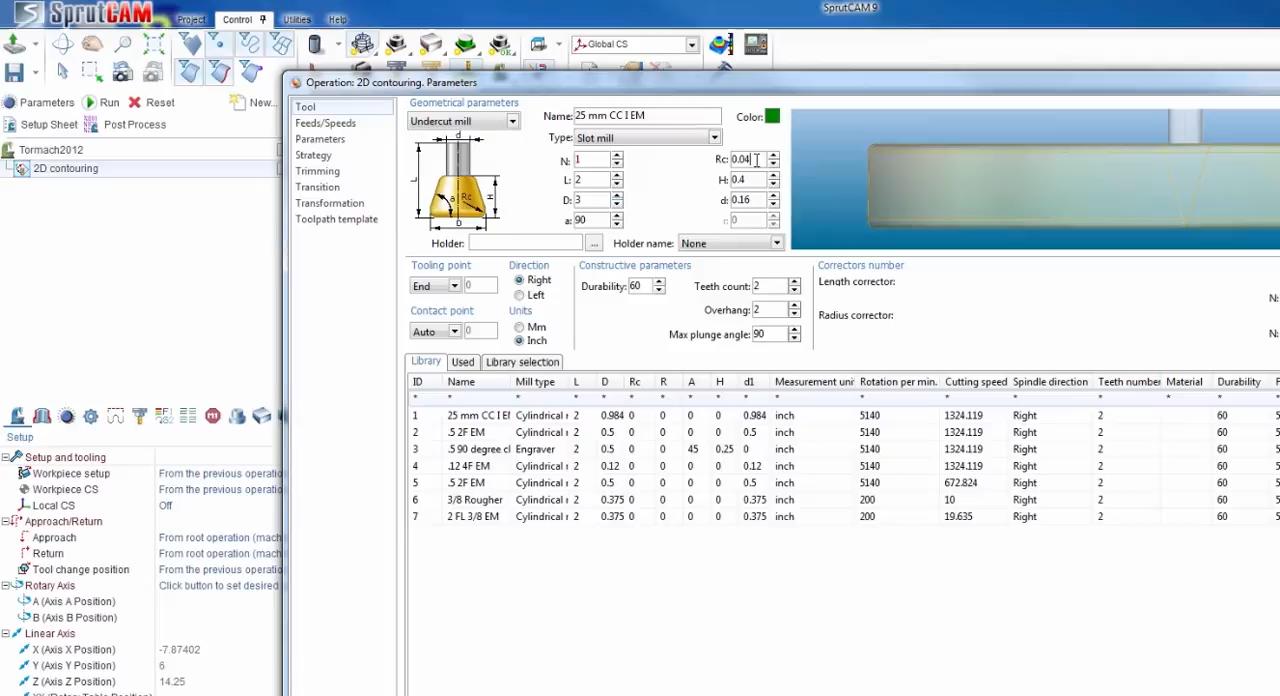 SprutCAM
SprutCAM 9
Project Control Utilities Help
Global CS
Operation: 2D contouring. Parameters
Parameters Run Reset New...
Setup Sheet Post Process
Tormach2012
2D contouring
Tool
Feeds/Speeds
Parameters
Strategy
Trimming
Transition
Transformation
Toolpath template
Geometrical parameters
Undercut mill
d
L
H
a
Rc
D
Name: 25 mm CC I EM Color:
Type: Slot mill
N: 1 Rc: 0.04
L: 2 H: 0.4
D: 3 d: 0.16
a: 90 r: 0
Holder: ... Holder name: None
Tooling point
End 0
Contact point
Auto 0
Direction
Right
Left
Units
Mm
Inch
Constructive parameters
Durability: 60 Teeth count: 2
Overhang: 2
Max plunge angle: 90
Correctors number
Length corrector:
N:
Radius corrector:
N:
Library Used Library selection
ID Name Mill type L D Rc R A H d1 Measurement uni Rotation per min. Cutting speed Spindle direction Teeth number Material Durability
* * * * * * * * * * * * * * * * *
1 25 mm CC I EM Cylindrical 2 0.984 0 0 0 0 0.984 inch 5140 1324.119 Right 2 60
2 .5 2F EM Cylindrical 2 0.5 0 0 0 0 0.5 inch 5140 1324.119 Right 2 60
3 .5 90 degree cl Engraver 2 0.5 0 0 45 0.25 0 inch 5140 1324.119 Right 2 60
4 .12 4F EM Cylindrical 2 0.12 0 0 0 0 0.12 inch 5140 1324.119 Right 2 60
5 .5 2F EM Cylindrical 2 0.5 0 0 0 0 0.5 inch 5140 672.824 Right 2 60
6 3/8 Rougher Cylindrical 2 0.375 0 0 0 0 0.375 inch 200 10 Right 2 60
7 2 FL 3/8 EM Cylindrical 2 0.375 0 0 0 0 0.375 inch 200 19.635 Right 2 60
Setup
Setup and tooling
Workpiece setup From the previous operati
Workpiece CS From the previous operati
Local CS Off
Approach/Return
Approach From root operation (mach
Return From root operation (mach
Tool change position From the previous operati
Rotary Axis Click button to set desired
A (Axis A Position)
B (Axis B Position)
Linear Axis
X (Axis X Position) -7.87402
Y (Axis Y Position) 6
Z (Axis Z Position) 14.25